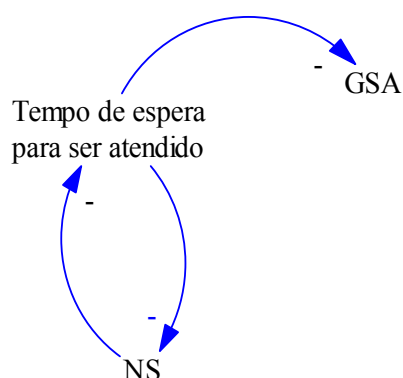 -
GSA
Tempo de espera
para ser atendido
-
-
NS